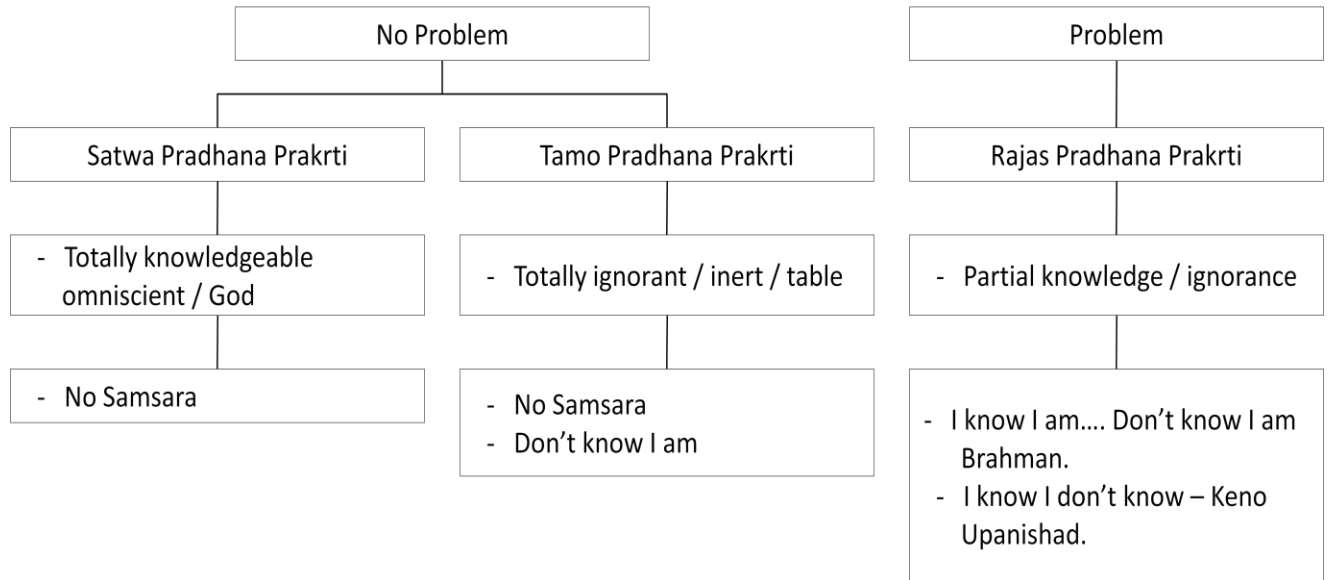 No Problem
Problem
Satwa Pradhana Prakrti
Tamo Pradhana Prakrti
Rajas Pradhana Prakrti
- Totally knowledgeable
omniscient / God
- Totally ignorant / inert / table
- Partial knowledge / ignorance
- No Samsara
- No Samsara
- Don’t know I am
- I know I am.... Don’t know I am
Brahman.
- I know I don’t know – Keno
Upanishad.